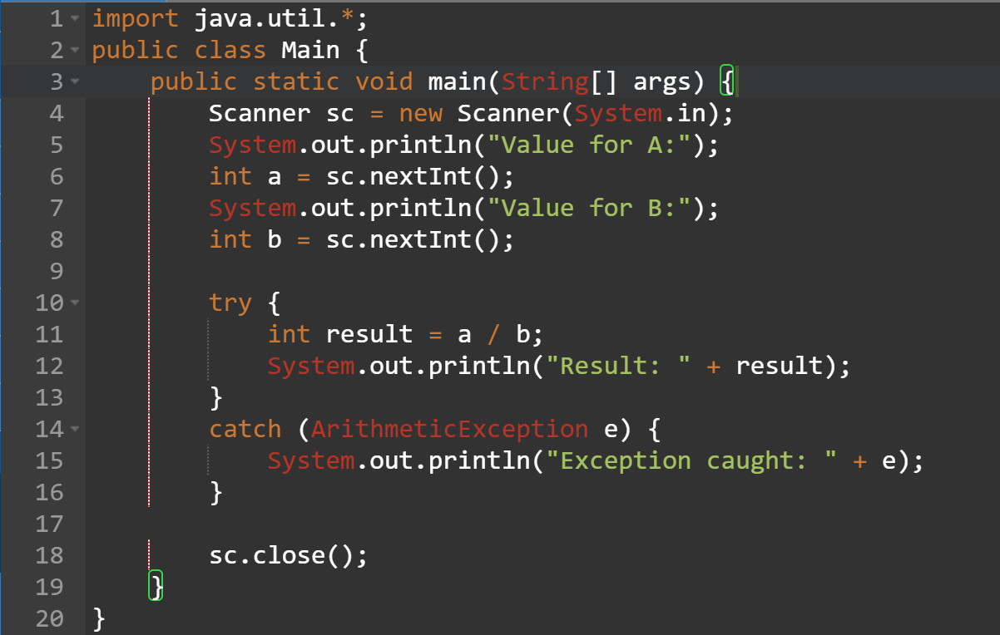 1 import java.util.*;
2 public class Main {
3     public static void main(String[] args) {
4         Scanner sc = new Scanner(System.in);
5         System.out.println("Value for A:");
6         int a = sc.nextInt();
7         System.out.println("Value for B:");
8         int b = sc.nextInt();
9
10         try {
11             int result = a / b;
12             System.out.println("Result: " + result);
13         }
14         catch (ArithmeticException e) {
15             System.out.println("Exception caught: " + e);
16         }
17
18         sc.close();
19     }
20 }